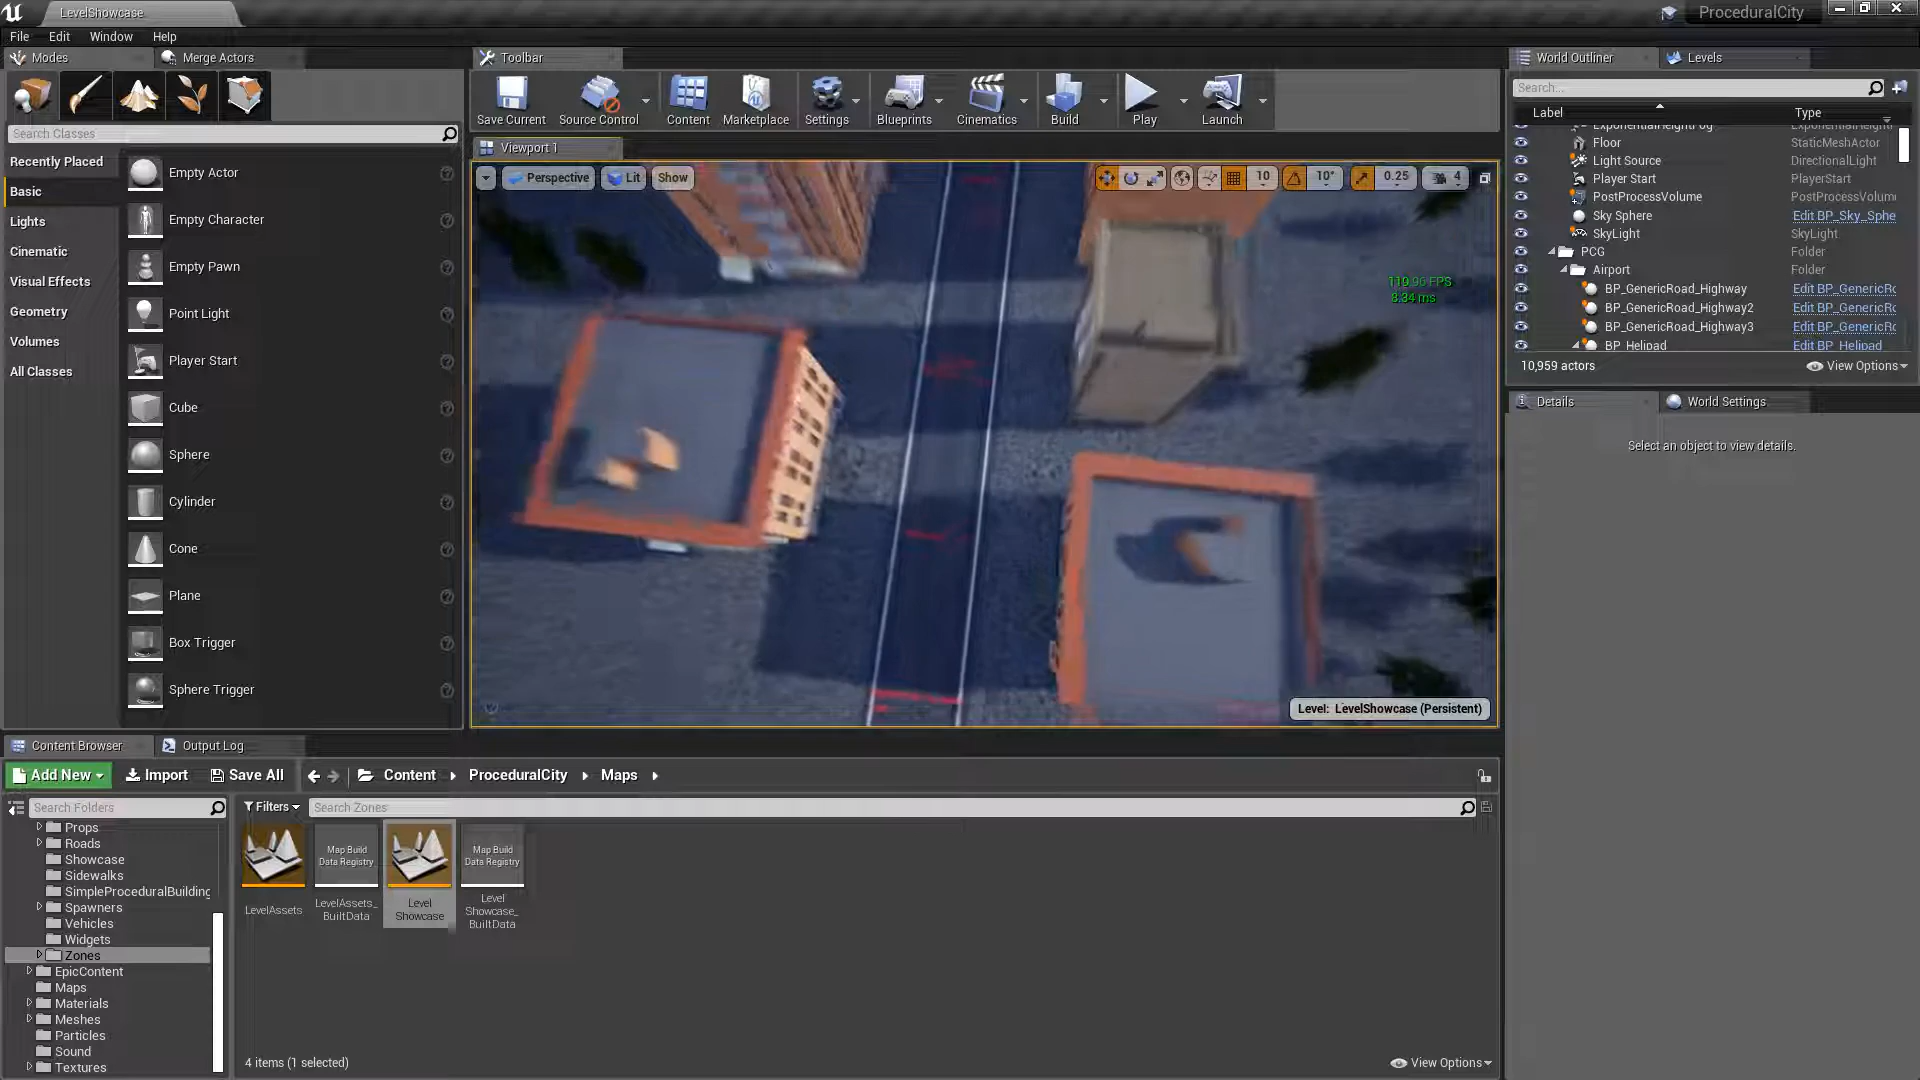 LevelShowcase
ProceduralCity
File Edit Window Help
Modes
Merge Actors
Search Classes
Recently Placed
Basic
Lights
Cinematic
Visual Effects
Geometry
Volumes
All Classes
Empty Actor
Empty Character
Empty Pawn
Point Light
Player Start
Cube
Sphere
Cylinder
Cone
Plane
Box Trigger
Sphere Trigger
Toolbar
Save Current
Source Control
Content
Marketplace
Settings
Blueprints
Cinematics
Build
Play
Launch
Viewport 1
Perspective
Lit
Show
10
10°
0.25
4
119.96 FPS
8.34 ms
Level: LevelShowcase (Persistent)
World Outliner
Levels
Search...
Label Type
Floor StaticMeshActor
Light Source DirectionalLight
Player Start PlayerStart
PostProcessVolume PostProcessVolum
Sky Sphere Edit BP_Sky_Sphe
SkyLight SkyLight
PCG Folder
Airport Folder
BP_GenericRoad_Highway Edit BP_GenericRo
BP_GenericRoad_Highway2 Edit BP_GenericRo
BP_GenericRoad_Highway3 Edit BP_GenericRo
BP_Helipad Edit BP_Helipad
10,959 actors
View Options
Details
World Settings
Select an object to view details.
Content Browser
Output Log
Add New
Import
Save All
Content
ProceduralCity
Maps
Search Folders
Filters
Search Zones
Props
Roads
Showcase
Sidewalks
SimpleProceduralBuilding
Spawners
Vehicles
Widgets
Zones
EpicContent
Maps
Materials
Meshes
Particles
Sound
Textures
LevelAssets
Map Build
Data Registry
LevelAssets_
BuiltData
Level
Showcase
Map Build
Data Registry
Level
Showcase_
BuiltData
4 items (1 selected)
View Options